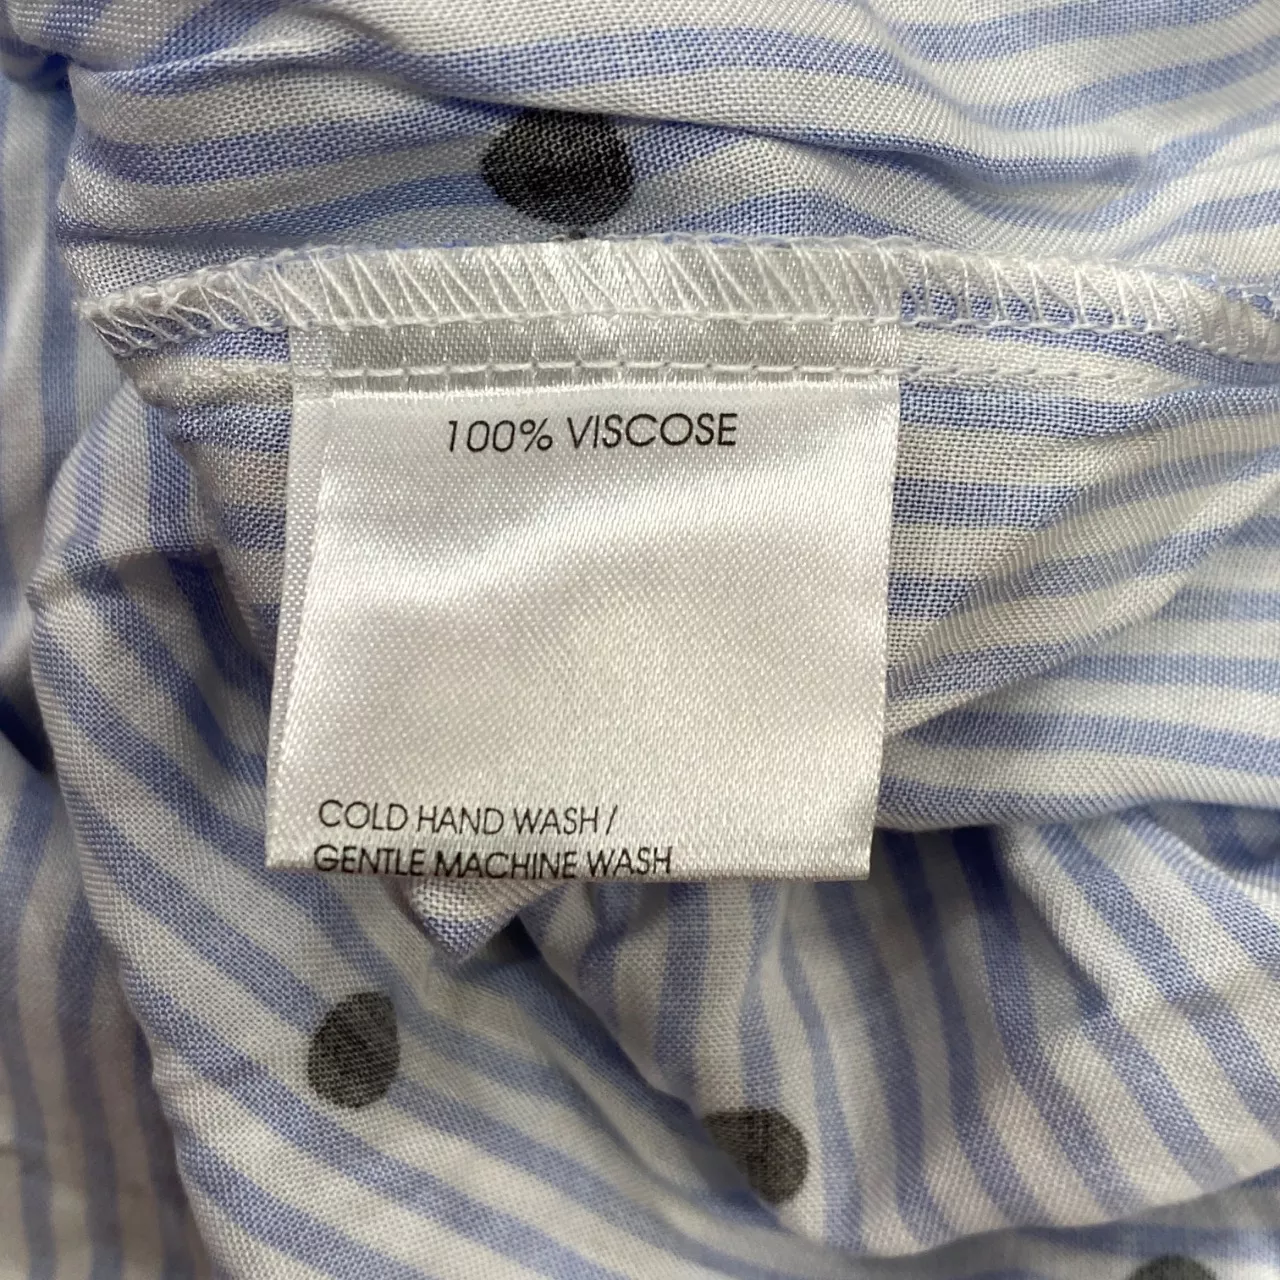 100% VISCOSE
COLD HAND WASH /
GENTLE MACHINE WASH